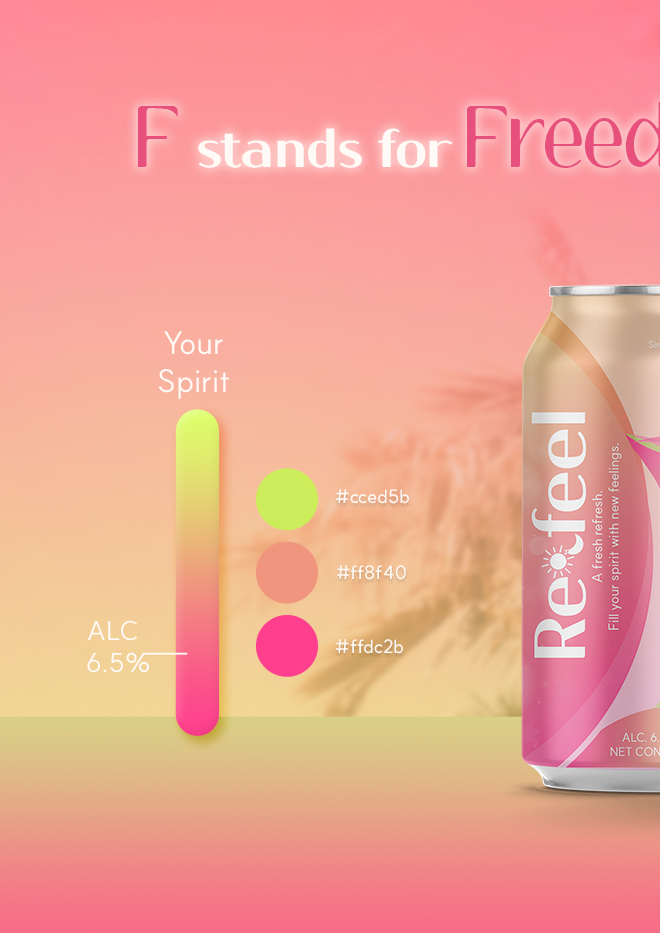 F stands for Freed
Your
Spirit
#cced5b
#ff8f40
#ffdc2b
ALC
6.5%
Re feel
A fresh refresh.
Fill your spirit with new feelings.
Sin
ALC. 6.
NET CON